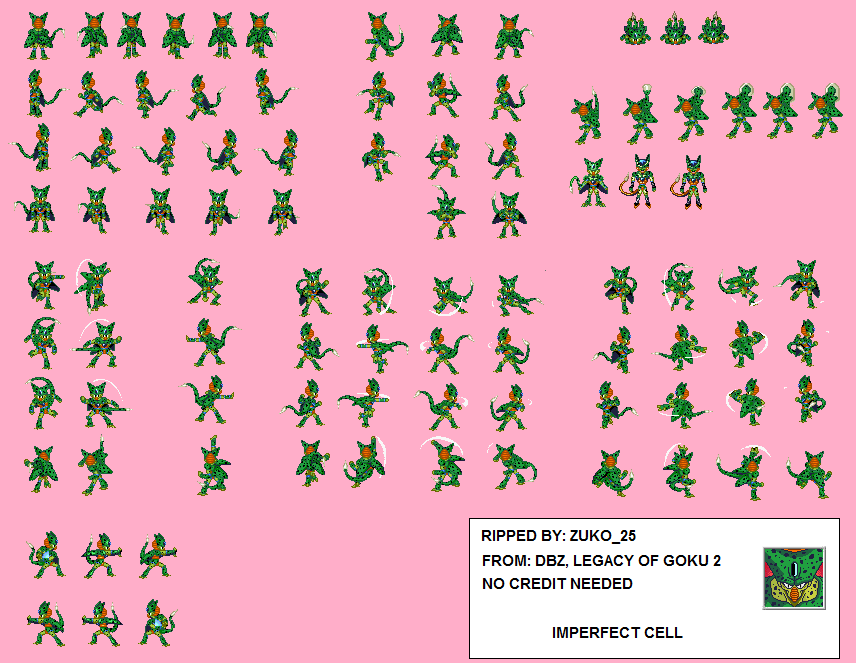 RIPPED BY: ZUKO_25
FROM: DBZ, LEGACY OF GOKU 2
NO CREDIT NEEDED
IMPERFECT CELL